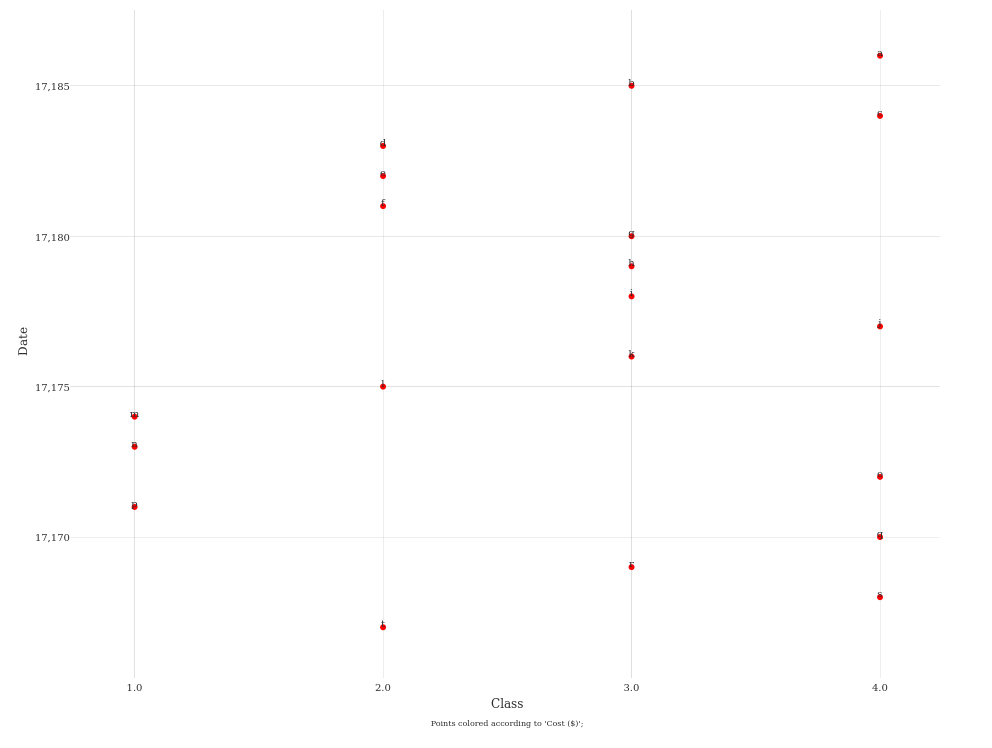 a
b
17,185
c
d
e
f
g
17,180
h
i
j
k
Date
l
17,175
m
n
o
p
q
17,170
r
s
t
1.0 2.0 3.0 4.0
Class
Points colored according to 'Cost ($)';